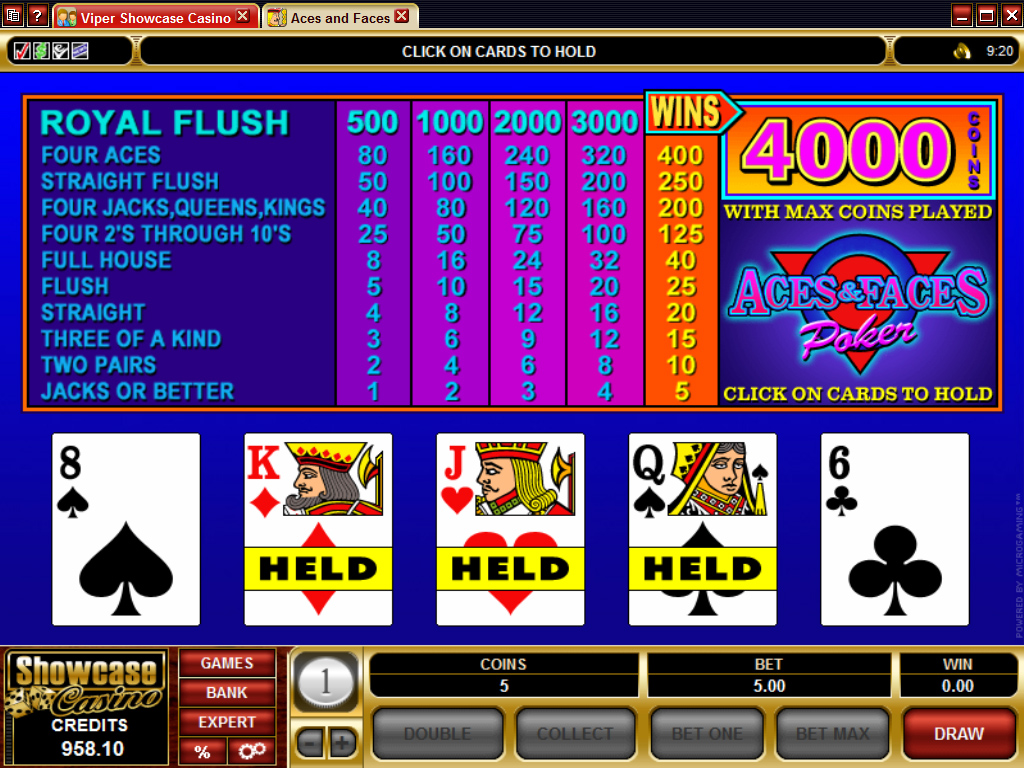 ? Viper Showcase Casino Aces and Faces
CLICK ON CARDS TO HOLD 9:20
ROYAL FLUSH 500 1000 2000 3000 WINS 4000 COINS
FOUR ACES 80 160 240 320 400
STRAIGHT FLUSH 50 100 150 200 250
FOUR JACKS,QUEENS,KINGS 40 80 120 160 200
WITH MAX COINS PLAYED
FOUR 2'S THROUGH 10'S 25 50 75 100 125
FULL HOUSE 8 16 24 32 40
FLUSH 5 10 15 20 25
STRAIGHT 4 8 12 16 20
THREE OF A KIND 3 6 9 12 15
TWO PAIRS 2 4 6 8 10
JACKS OR BETTER 1 2 3 4 5
ACES & FACES
Poker
CLICK ON CARDS TO HOLD
8 K J Q 6
HELD HELD HELD
POWERED BY MICROGAMING™
Showcase
Casino
CREDITS
958.10
GAMES
BANK
EXPERT
%
1
- +
COINS BET WIN
5 5.00 0.00
DOUBLE COLLECT BET ONE BET MAX DRAW